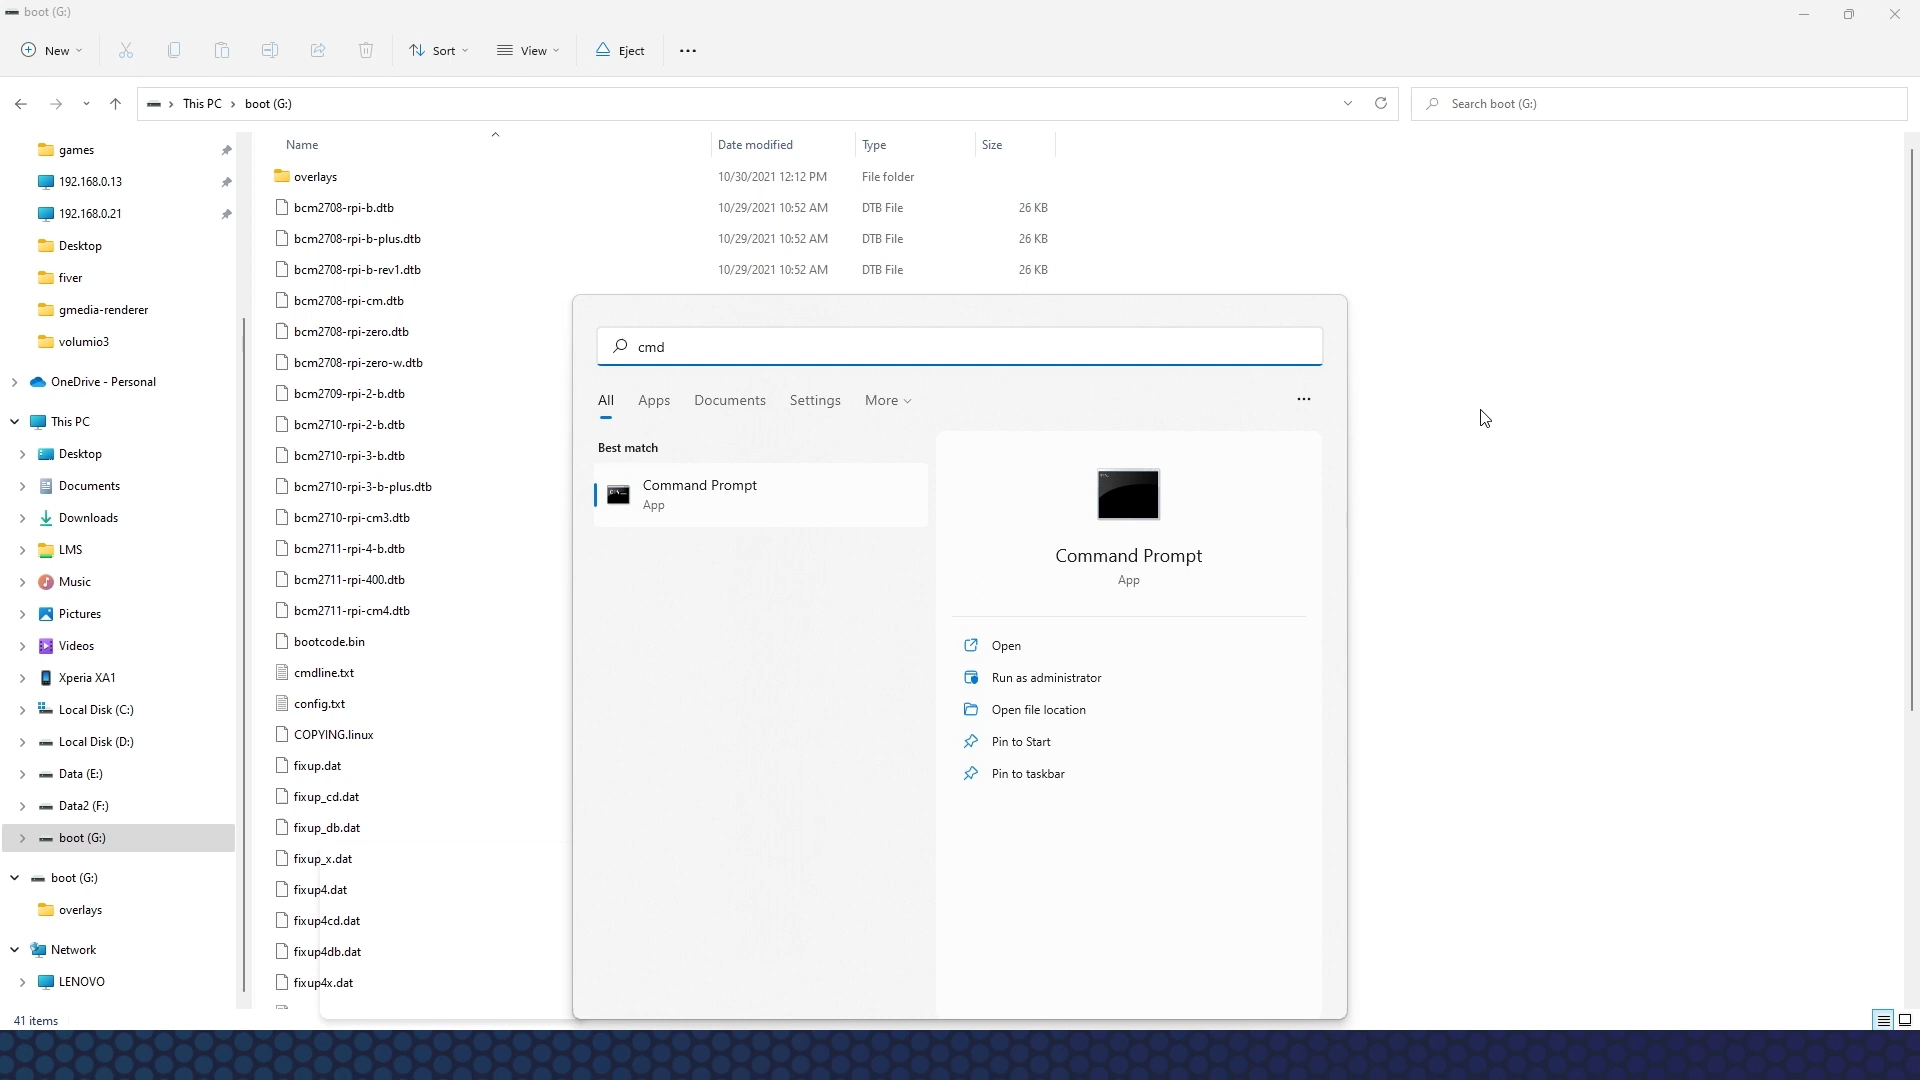 boot (G:)
New
Sort
View
Eject
This PC
boot (G:)
Search boot (G:)
games
192.168.0.13
192.168.0.21
Desktop
fiver
gmedia-renderer
volumio3
OneDrive - Personal
This PC
Desktop
Documents
Downloads
LMS
Music
Pictures
Videos
Xperia XA1
Local Disk (C:)
Local Disk (D:)
Data (E:)
Data2 (F:)
boot (G:)
boot (G:)
overlays
Network
LENOVO
41 items
Name Date modified Type Size
overlays 10/30/2021 12:12 PM File folder
bcm2708-rpi-b.dtb 10/29/2021 10:52 AM DTB File 26 KB
bcm2708-rpi-b-plus.dtb 10/29/2021 10:52 AM DTB File 26 KB
bcm2708-rpi-b-rev1.dtb 10/29/2021 10:52 AM DTB File 26 KB
bcm2708-rpi-cm.dtb
bcm2708-rpi-zero.dtb
bcm2708-rpi-zero-w.dtb
bcm2709-rpi-2-b.dtb
bcm2710-rpi-2-b.dtb
bcm2710-rpi-3-b.dtb
bcm2710-rpi-3-b-plus.dtb
bcm2710-rpi-cm3.dtb
bcm2711-rpi-4-b.dtb
bcm2711-rpi-400.dtb
bcm2711-rpi-cm4.dtb
bootcode.bin
cmdline.txt
config.txt
COPYING.linux
fixup.dat
fixup_cd.dat
fixup_db.dat
fixup_x.dat
fixup4.dat
fixup4cd.dat
fixup4db.dat
fixup4x.dat
cmd
All Apps Documents Settings More
Best match
Command Prompt
App
Command Prompt
App
Open
Run as administrator
Open file location
Pin to Start
Pin to taskbar